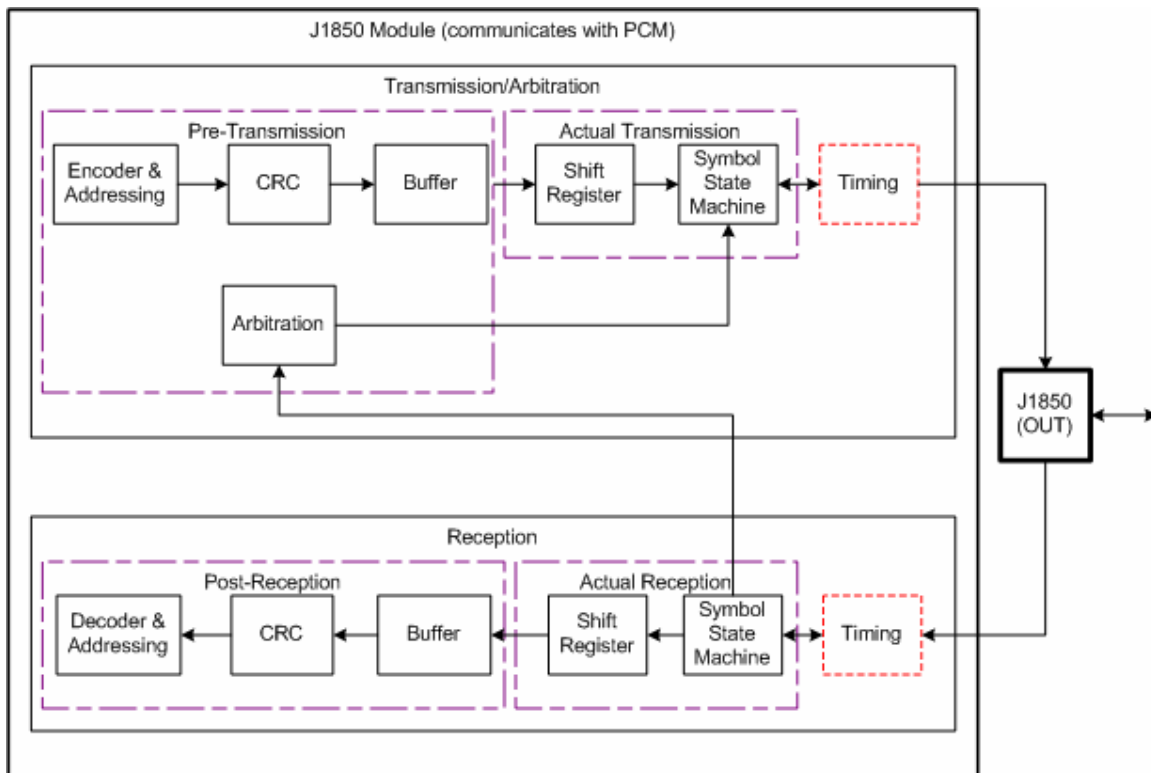 J1850 Module (communicates with PCM)
Transmission/Arbitration
Pre-Transmission
Actual Transmission
Encoder &
Addressing
CRC
Buffer
Shift
Register
Symbol
State
Machine
Timing
Arbitration
J1850
(OUT)
Reception
Post-Reception
Actual Reception
Decoder &
Addressing
CRC
Buffer
Shift
Register
Symbol
State
Machine
Timing